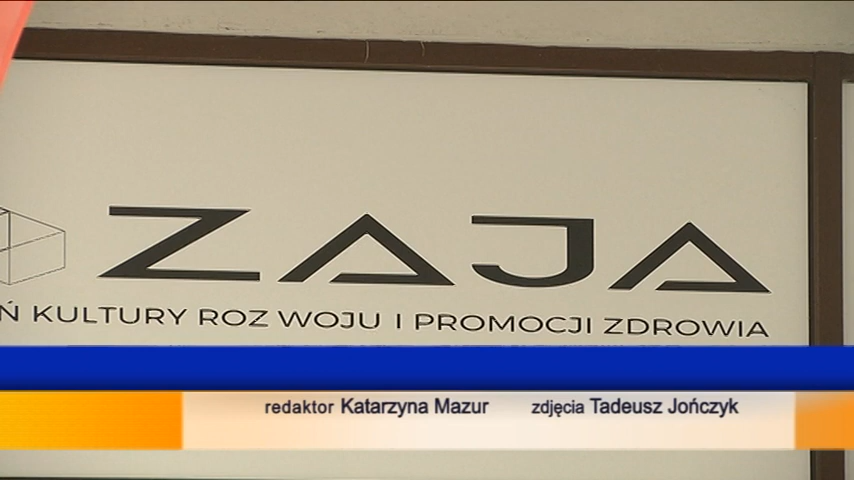 ZAJA
KULTURY ROZ WOJU I PROMOCJI ZDROWIA
redaktor Katarzyna Mazur zdjęcia Tadeusz Jończyk